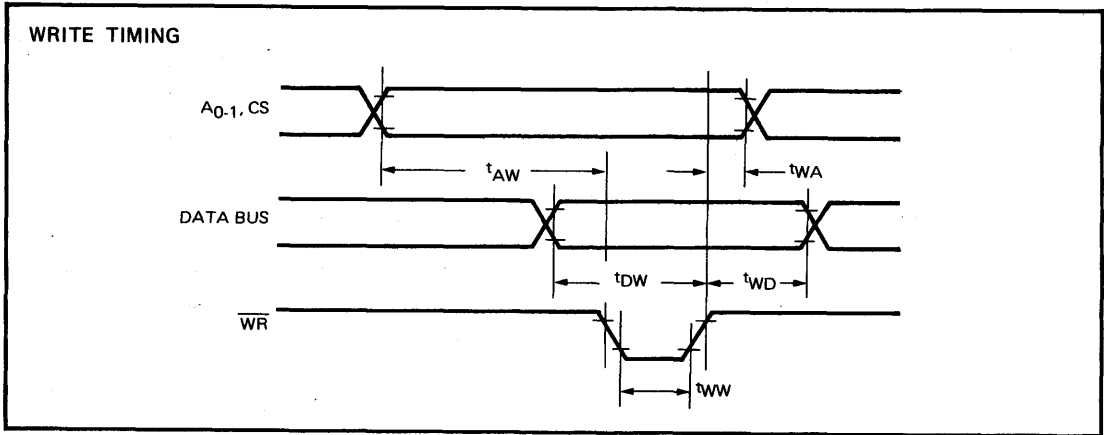 WRITE TIMING
A0-1, CS
tAW
tWA
DATA BUS
tDW
tWD
WR
tWW